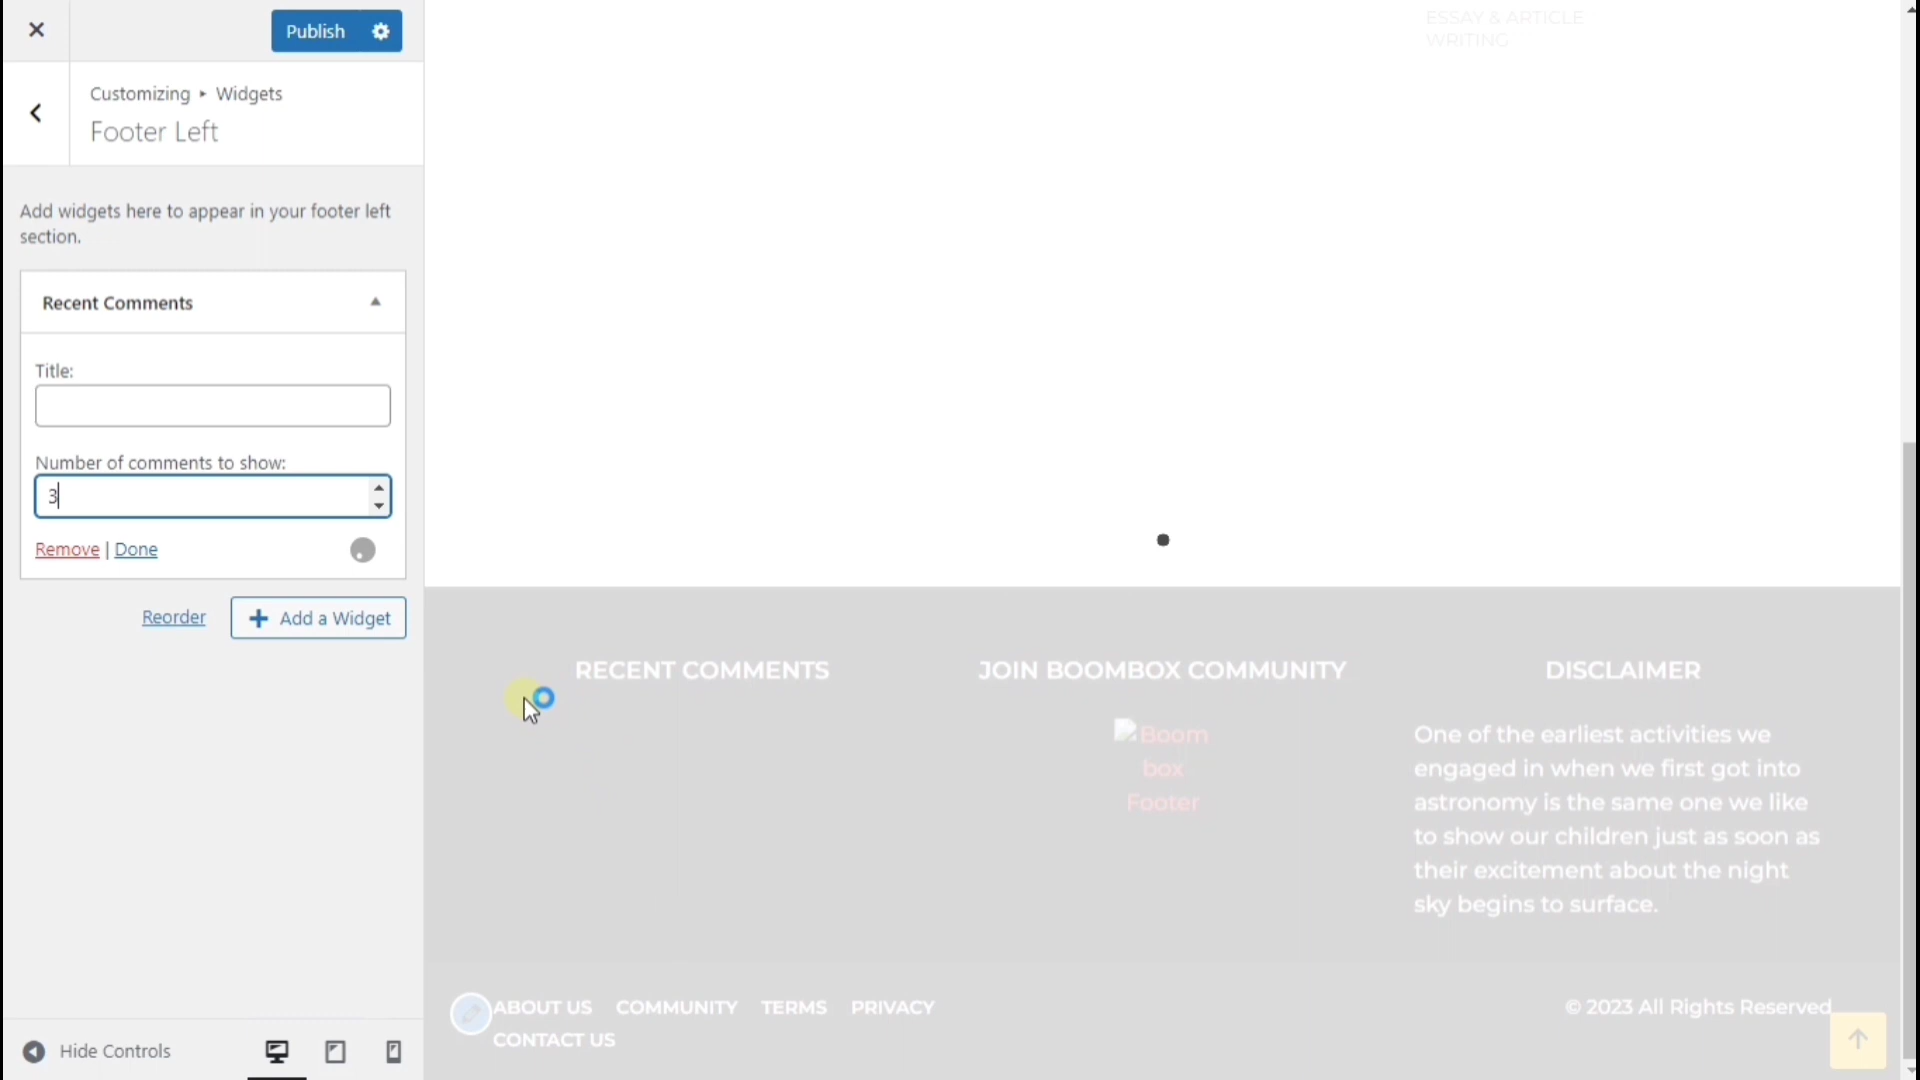 Publish
Customizing ▸ Widgets
Footer Left
Add widgets here to appear in your footer left
section.
Recent Comments
Title:
Number of comments to show:
3
Remove | Done
Reorder
Add a Widget
Hide Controls
ESSAY & ARTICLE
WRITING
RECENT COMMENTS
JOIN BOOMBOX COMMUNITY
Boom
box
Footer
DISCLAIMER
One of the earliest activities we
engaged in when we first got into
astronomy is the same one we like
to show our children just as soon as
their excitement about the night
sky begins to surface.
ABOUT US COMMUNITY TERMS PRIVACY
CONTACT US
© 2023 All Rights Reserved